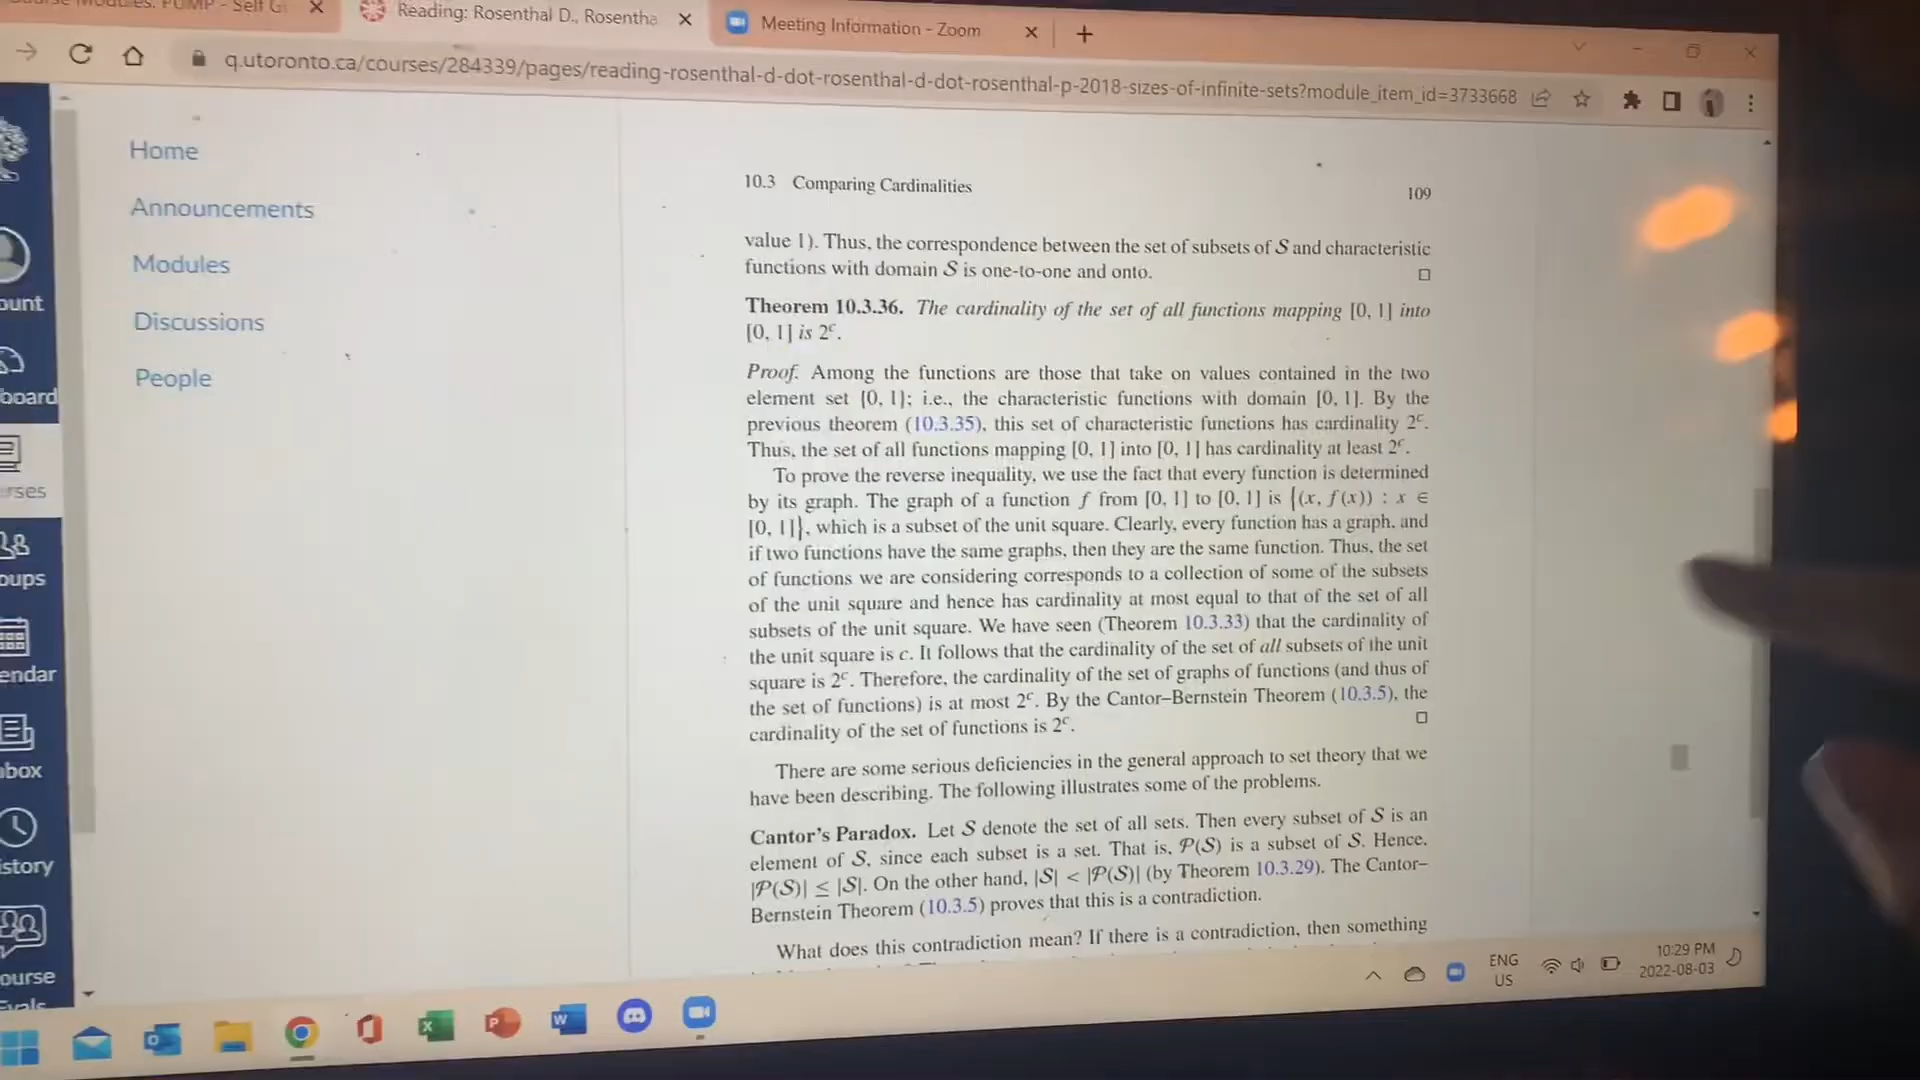 Reading: Rosenthal D., Rosentha
Meeting Information - Zoom
q.utoronto.ca/courses/284339/pages/reading-rosenthal-d-dot-rosenthal-d-dot-rosenthal-p-2018-sizes-of-infinite-sets?module_item_id=3733668
Home
Announcements
Modules
Discussions
People
ount
board
rses
oups
endar
nbox
istory
ourse
Evals
10.3 Comparing Cardinalities
109
value 1). Thus, the correspondence between the set of subsets of S and characteristic
functions with domain S is one-to-one and onto. □
Theorem 10.3.36. The cardinality of the set of all functions mapping [0, 1] into
[0, 1] is 2ᶜ.
Proof. Among the functions are those that take on values contained in the two
element set {0, 1}; i.e., the characteristic functions with domain [0, 1]. By the
previous theorem (10.3.35), this set of characteristic functions has cardinality 2ᶜ.
Thus, the set of all functions mapping [0, 1] into [0, 1] has cardinality at least 2ᶜ.
To prove the reverse inequality, we use the fact that every function is determined
by its graph. The graph of a function f from [0, 1] to [0, 1] is {(x, f(x)) : x ∈
[0, 1]}, which is a subset of the unit square. Clearly, every function has a graph, and
if two functions have the same graphs, then they are the same function. Thus, the set
of functions we are considering corresponds to a collection of some of the subsets
of the unit square and hence has cardinality at most equal to that of the set of all
subsets of the unit square. We have seen (Theorem 10.3.33) that the cardinality of
the unit square is c. It follows that the cardinality of the set of all subsets of the unit
square is 2ᶜ. Therefore, the cardinality of the set of graphs of functions (and thus of
the set of functions) is at most 2ᶜ. By the Cantor–Bernstein Theorem (10.3.5), the
cardinality of the set of functions is 2ᶜ. □
There are some serious deficiencies in the general approach to set theory that we
have been describing. The following illustrates some of the problems.
Cantor's Paradox. Let S denote the set of all sets. Then every subset of S is an
element of S, since each subset is a set. That is, P(S) is a subset of S. Hence,
|P(S)| ≤ |S|. On the other hand, |S| < |P(S)| (by Theorem 10.3.29). The Cantor–
Bernstein Theorem (10.3.5) proves that this is a contradiction.
What does this contradiction mean? If there is a contradiction, then something
ENG
US
10:29 PM
2022-08-03